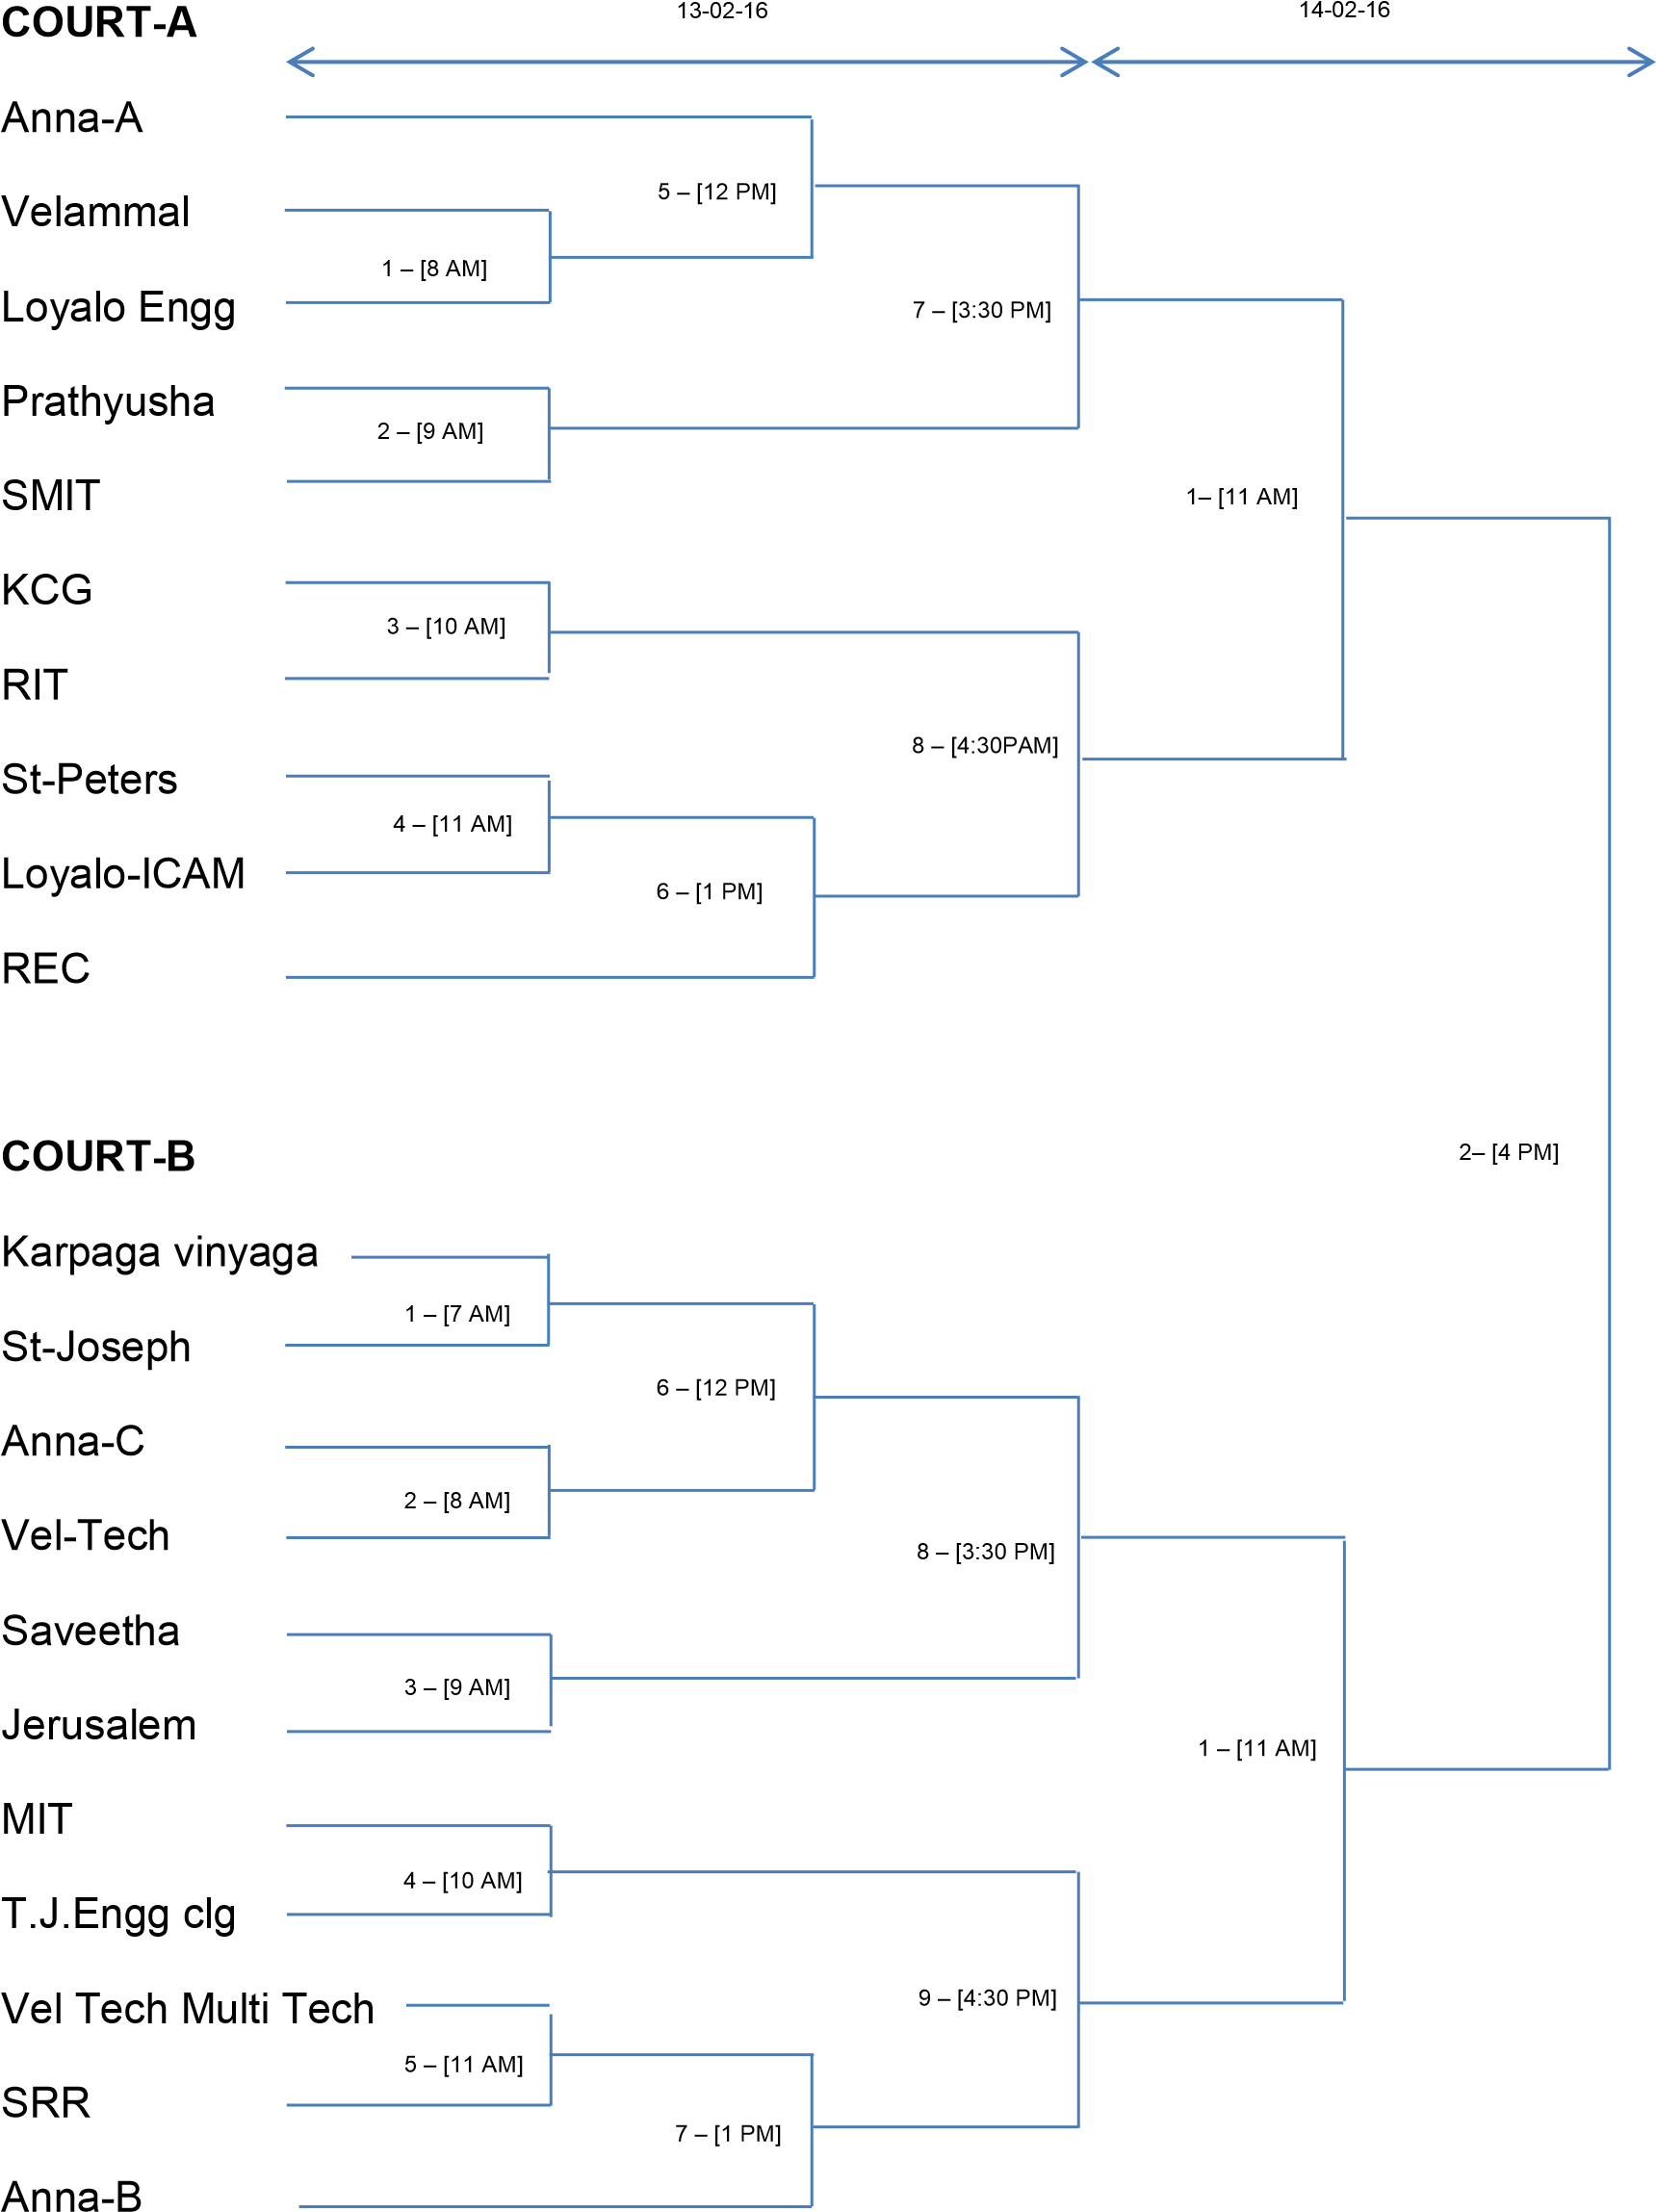 COURT-A
13-02-16
14-02-16
Anna-A
5 – [12 PM]
Velammal
1 – [8 AM]
Loyalo Engg
7 – [3:30 PM]
Prathyusha
2 – [9 AM]
SMIT
1– [11 AM]
KCG
3 – [10 AM]
RIT
8 – [4:30PAM]
St-Peters
4 – [11 AM]
Loyalo-ICAM
6 – [1 PM]
REC
COURT-B
2– [4 PM]
Karpaga vinyaga
1 – [7 AM]
St-Joseph
6 – [12 PM]
Anna-C
2 – [8 AM]
Vel-Tech
8 – [3:30 PM]
Saveetha
3 – [9 AM]
Jerusalem
1 – [11 AM]
MIT
4 – [10 AM]
T.J.Engg clg
9 – [4:30 PM]
Vel Tech Multi Tech
5 – [11 AM]
SRR
7 – [1 PM]
Anna-B